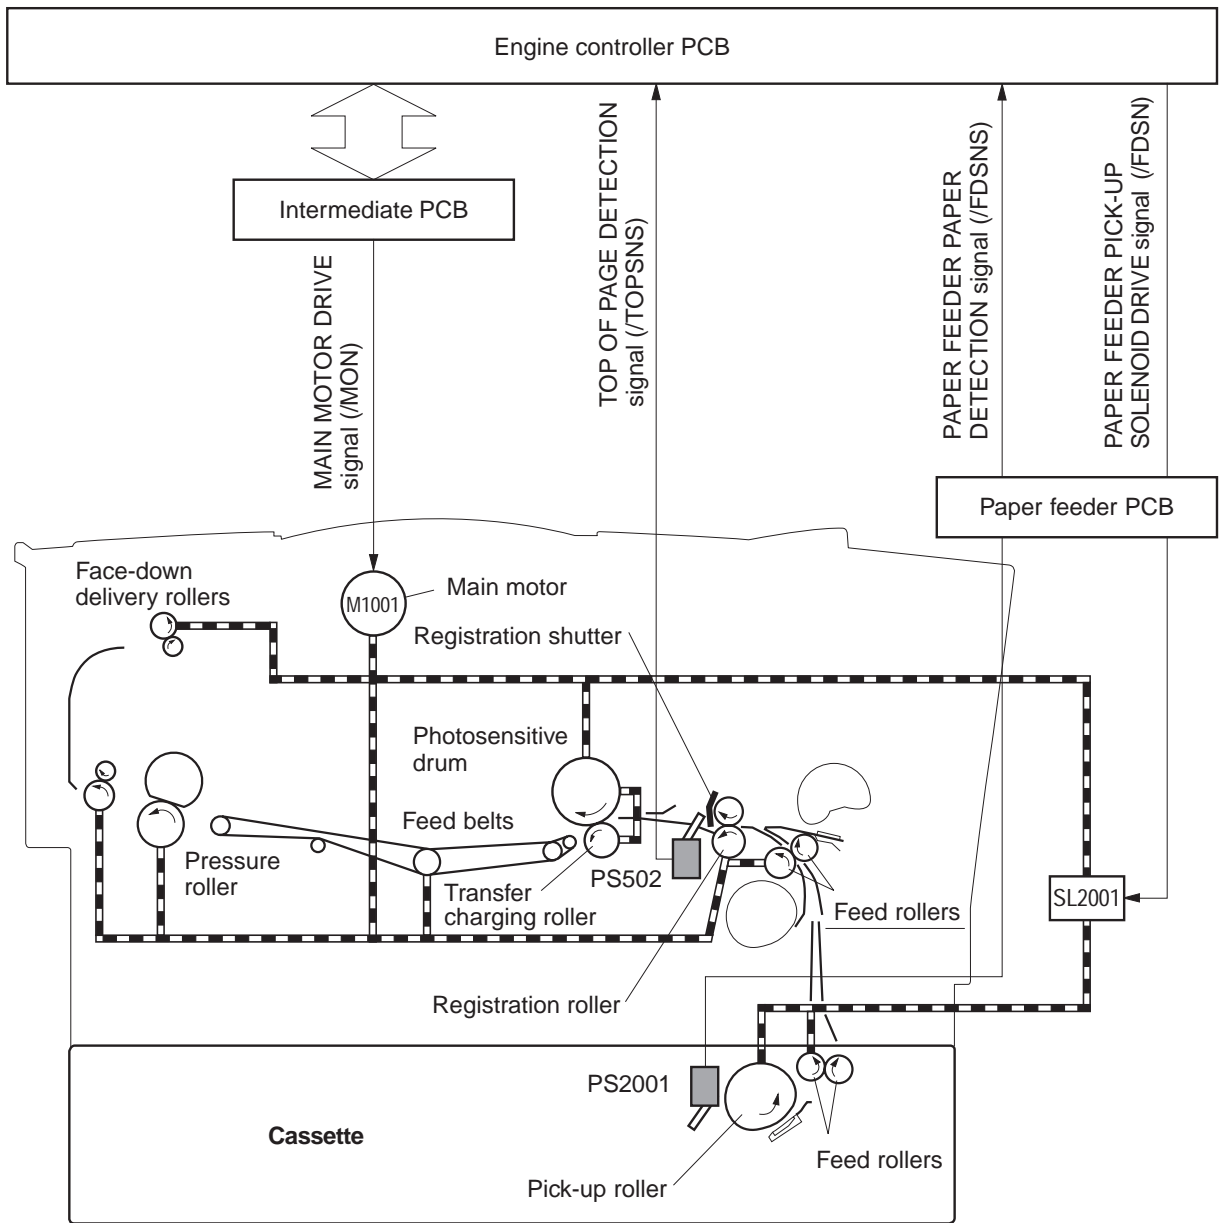 Engine controller PCB
Intermediate PCB
MAIN MOTOR DRIVE
signal (/MON)
TOP OF PAGE DETECTION
signal (/TOPSNS)
PAPER FEEDER PAPER
DETECTION signal (/FDSNS)
PAPER FEEDER PICK-UP
SOLENOID DRIVE signal (/FDSN)
Paper feeder PCB
Face-down
delivery rollers
M1001
Main motor
Registration shutter
Photosensitive
drum
Feed belts
Pressure
roller
Transfer
charging roller
PS502
Feed rollers
SL2001
Registration roller
PS2001
Cassette
Feed rollers
Pick-up roller